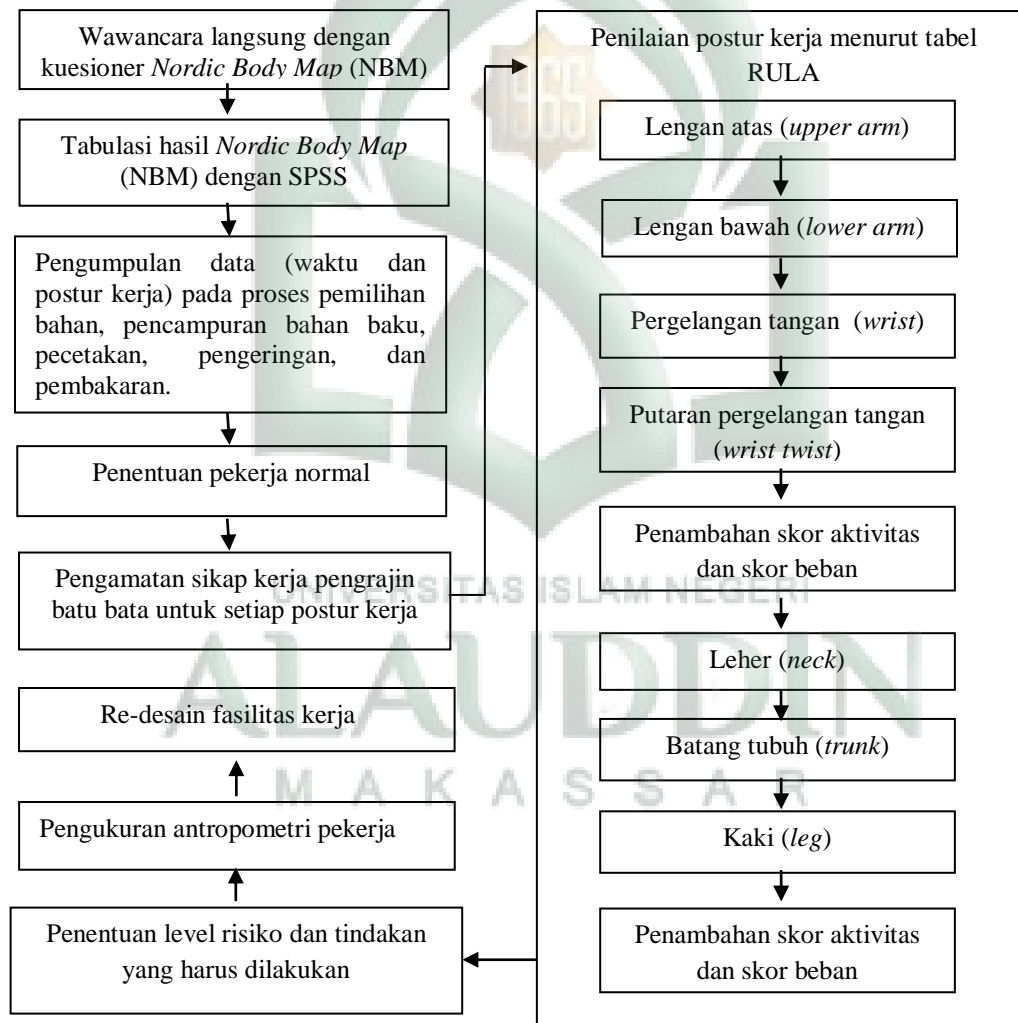 Wawancara langsung dengan
kuesioner Nordic Body Map (NBM)
Tabulasi hasil Nordic Body Map
(NBM) dengan SPSS
Pengumpulan data (waktu dan
postur kerja) pada proses pemilihan
bahan, pencampuran bahan baku,
pecetakan, pengeringan, dan
pembakaran.
Penentuan pekerja normal
Pengamatan sikap kerja pengrajin
batu bata untuk setiap postur kerja
Penilaian postur kerja menurut tabel
RULA
Lengan atas (upper arm)
Lengan bawah (lower arm)
Pergelangan tangan (wrist)
Putaran pergelangan tangan
(wrist twist)
Penambahan skor aktivitas
dan skor beban
Leher (neck)
Batang tubuh (trunk)
Kaki (leg)
Penambahan skor aktivitas
dan skor beban
Penentuan level risiko dan tindakan
yang harus dilakukan
Pengukuran antropometri pekerja
Re-desain fasilitas kerja
1965
UNIVERSITAS ISLAM NEGERI
ALAUDDIN
MAKASSAR